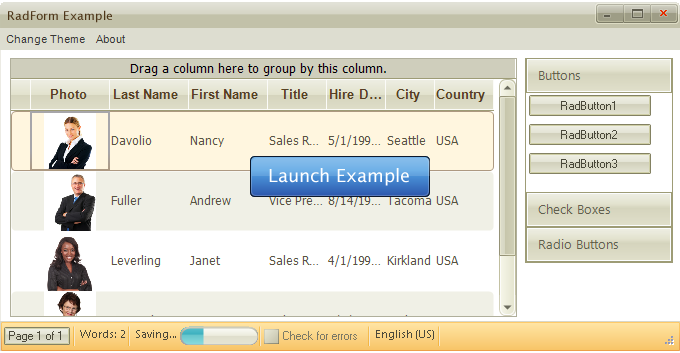 RadForm Example
Change Theme About
Drag a column here to group by this column.
Photo Last Name First Name Title Hire D... City Country
Davolio Nancy Sales R... 5/1/199... Seattle USA
Launch Example
Fuller Andrew Vice Pre... 8/14/19... Tacoma USA
Leverling Janet Sales R... 4/1/199... Kirkland USA
Buttons
RadButton1
RadButton2
RadButton3
Check Boxes
Radio Buttons
Page 1 of 1 Words: 2 Saving... Check for errors English (US)